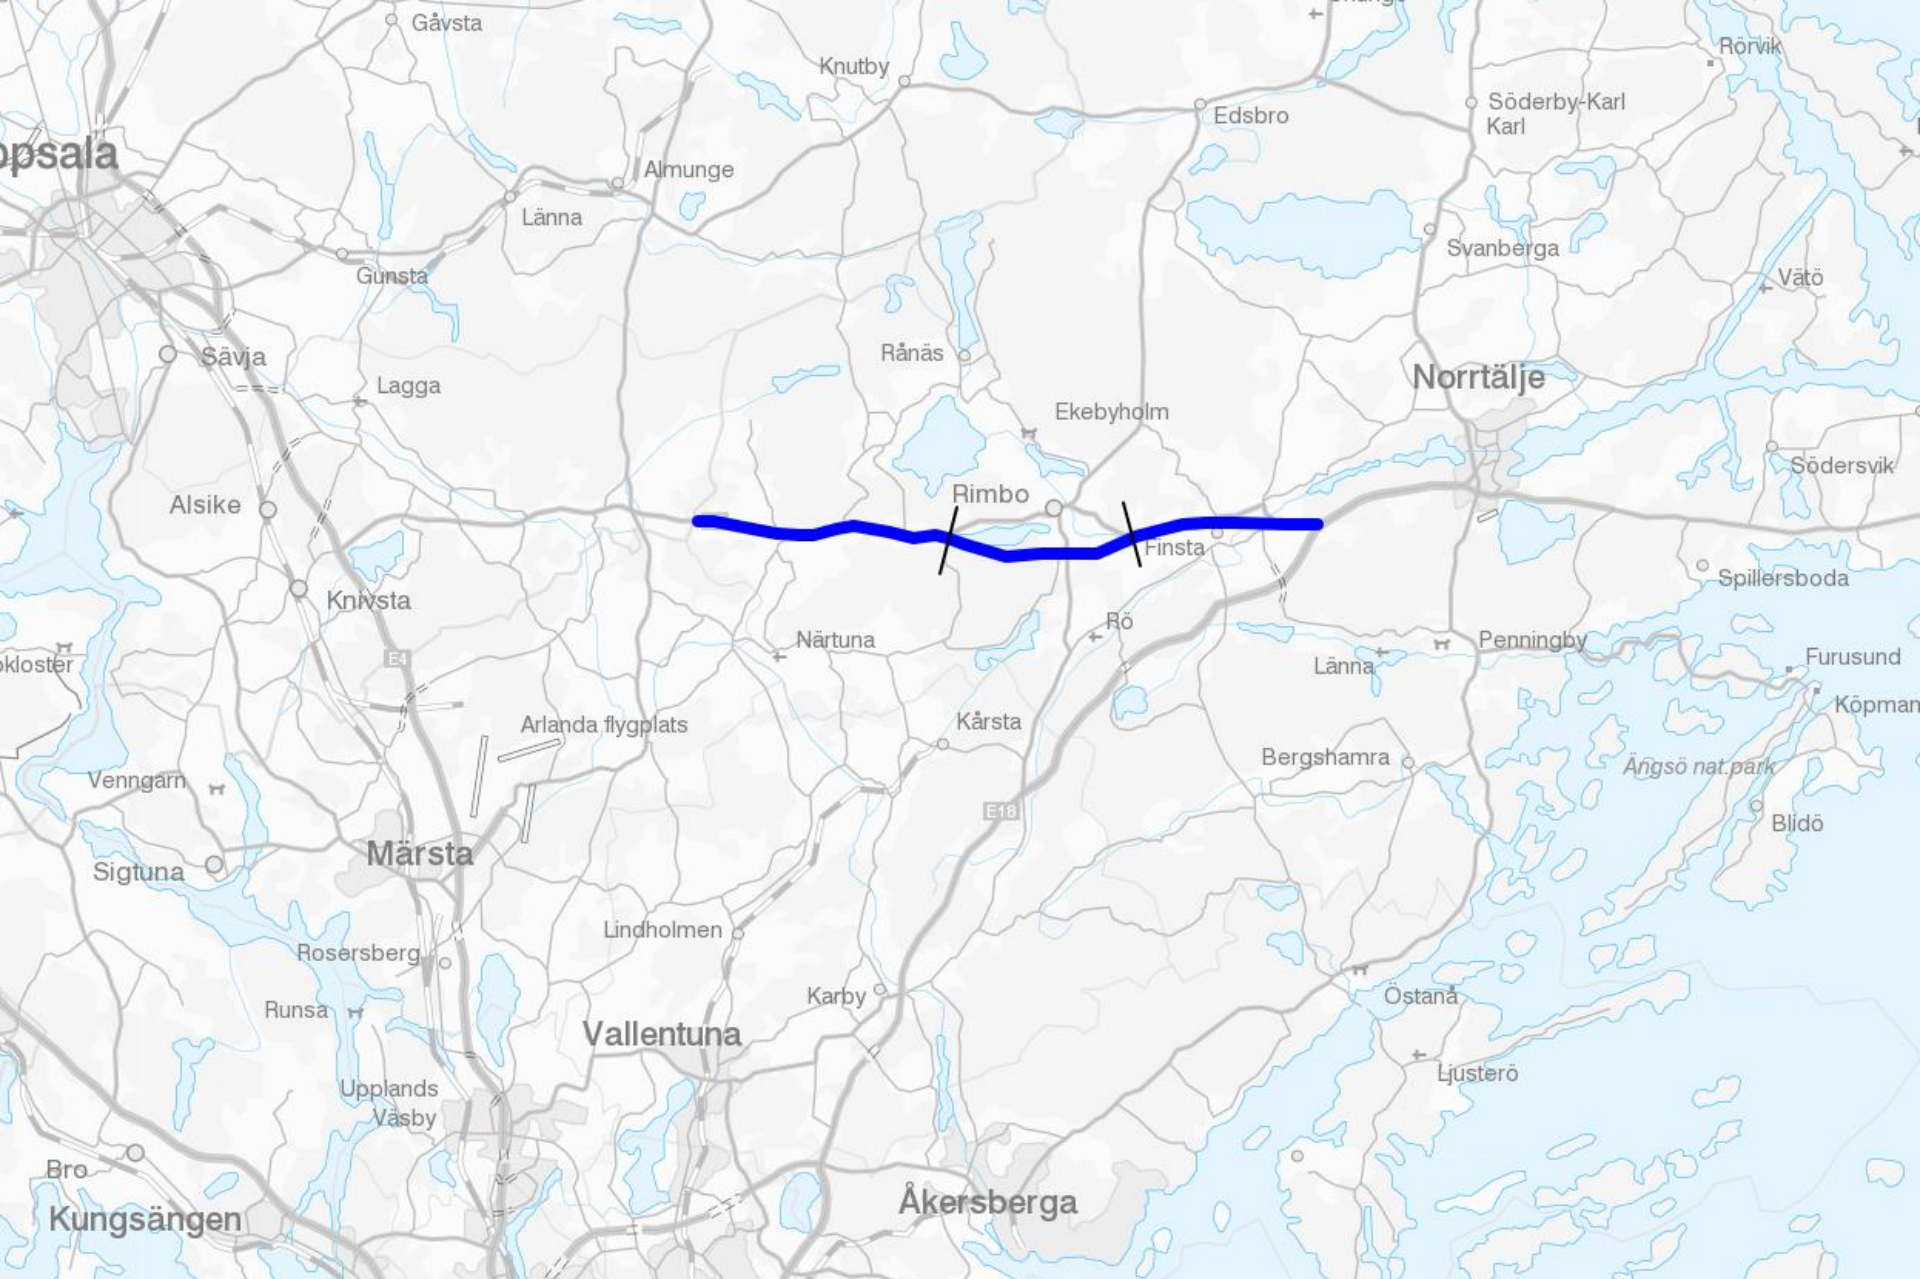 Gåvsta
Knutby
Rörvik
Söderby-Karl
Karl
Edsbro
ppsala
Almunge
Länna
Svanberga
Gunsta
Vätö
Sävja
Rånäs
Norrtälje
Lagga
Ekebyholm
Södersvik
Rimbo
Alsike
Finsta
Spillersboda
Knivsta
Rö
Närtuna
Penningby
E4
Länna
Furusund
okloster
Köpman
Kårsta
Arlanda flygplats
Bergshamra
Ängsö nat.park
Venngarn
E18
Blidö
Märsta
Sigtuna
Lindholmen
Rosersberg
Karby
Östanå
Runsa
Vallentuna
Ljusterö
Upplands
Väsby
Bro
Åkersberga
Kungsängen